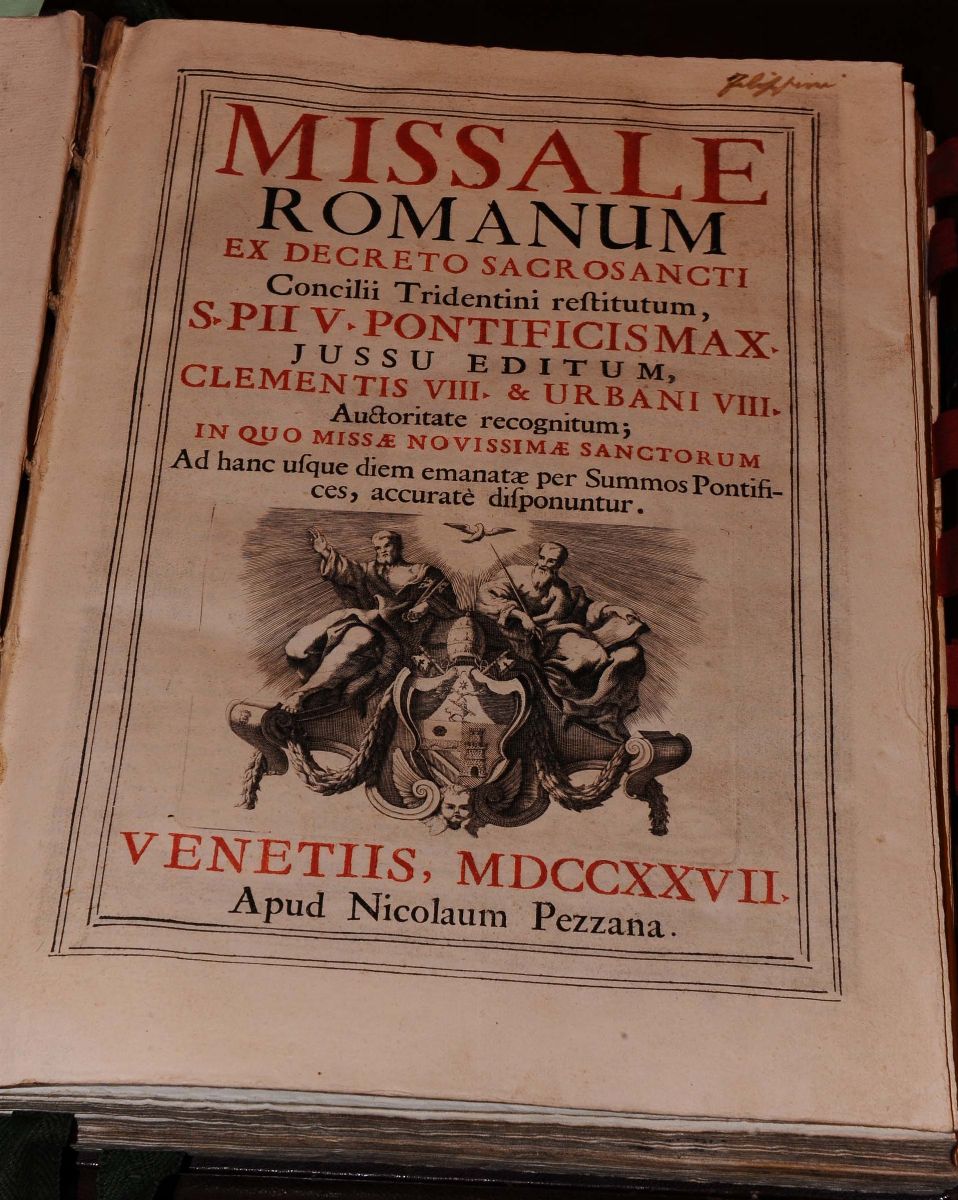 Filippini
MISSALE
ROMANUM
EX DECRETO SACROSANCTI
Concilii Tridentini reſtitutum,
S. PII V. PONTIFICIS MAX.
JUSSU EDITUM,
CLEMENTIS VIII. & URBANI VIII.
Auctoritate recognitum;
IN QUO MISSÆ NOVISSIMÆ SANCTORUM
Ad hanc uſque diem emanatæ per Summos Pontifi-
ces, accuratè diſponuntur.
VENETIIS, MDCCXXVII.
Apud Nicolaum Pezzana.